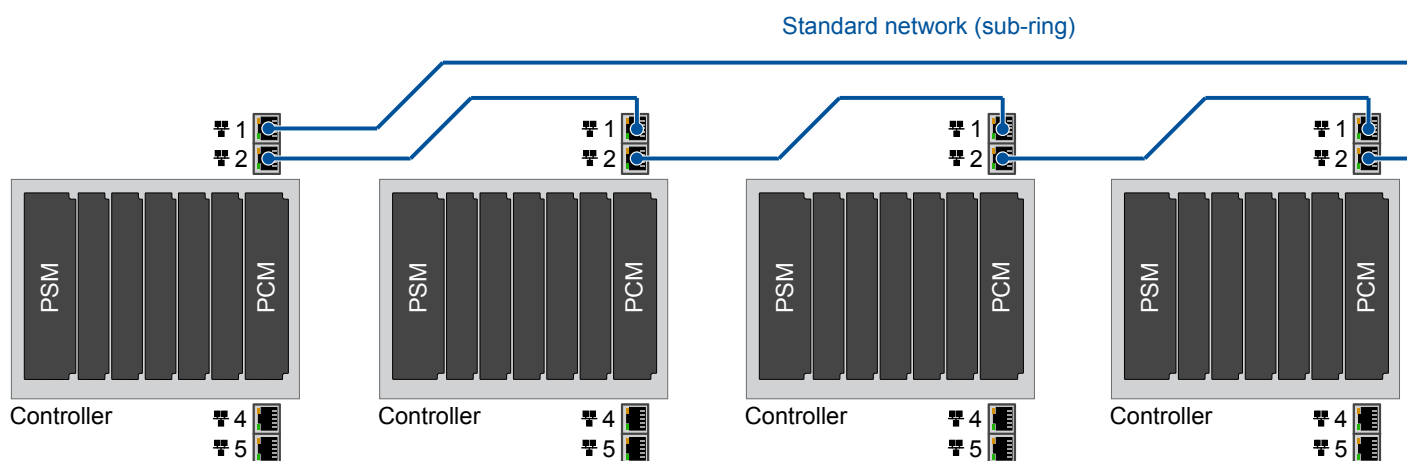 Standard network (sub-ring)
1 1 1 1
2 2 2 2
PSM PCM PSM PCM PSM PCM PSM PCM
Controller 4 Controller 4 Controller 4 Controller 4
5 5 5 5